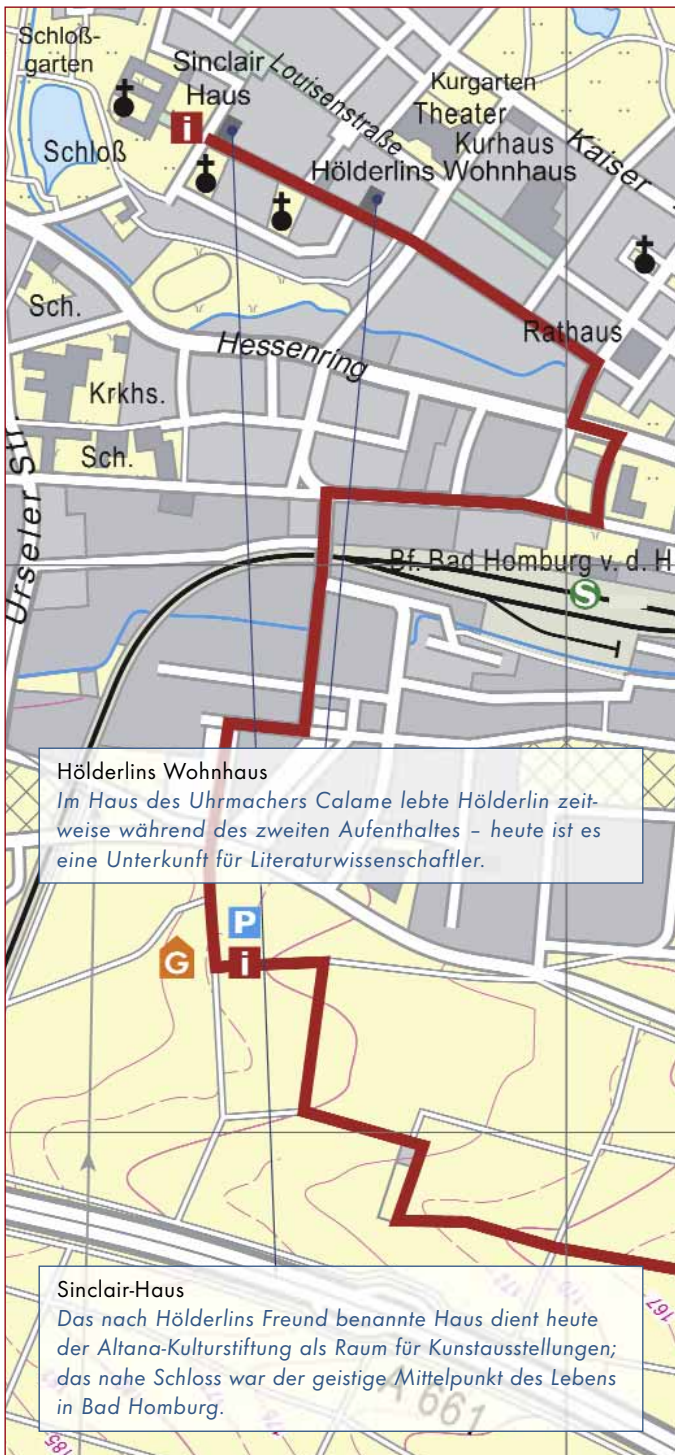 Schloß-
garten
Sinclair
Haus
Louisenstraße
Kurgarten
Theater
Kurhaus
Kaiser
i
Schloß
Hölderlins Wohnhaus
Sch.
Hessenring
Rathaus
Krkhs.
Sch.
Urseler Str.
Bf. Bad Homburg v. d. H
S
Hölderlins Wohnhaus
Im Haus des Uhrmachers Calame lebte Hölderlin zeit-
weise während des zweiten Aufenthaltes – heute ist es
eine Unterkunft für Literaturwissenschaftler.
P
G
i
Sinclair-Haus
Das nach Hölderlins Freund benannte Haus dient heute
der Altana-Kulturstiftung als Raum für Kunstausstellungen;
das nahe Schloss war der geistige Mittelpunkt des Lebens
in Bad Homburg.
167
A 661
185